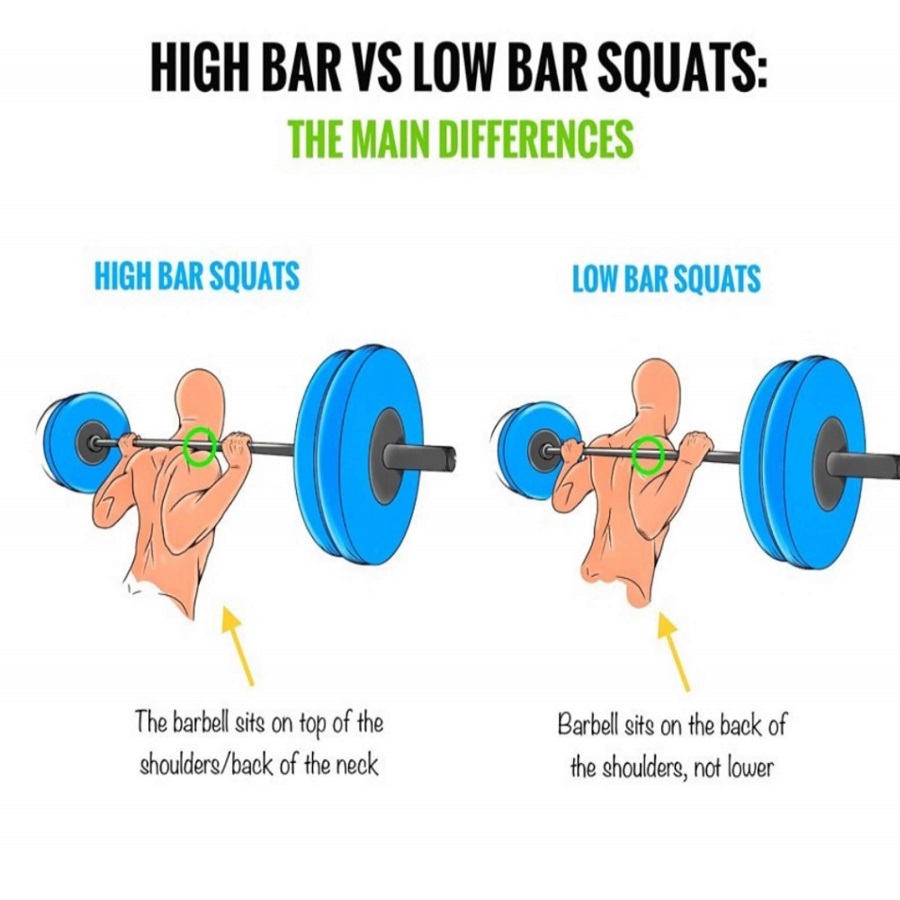 HIGH BAR VS LOW BAR SQUATS:
THE MAIN DIFFERENCES
HIGH BAR SQUATS
LOW BAR SQUATS
The barbell sits on top of the
shoulders/back of the neck
Barbell sits on the back of
the shoulders, not lower